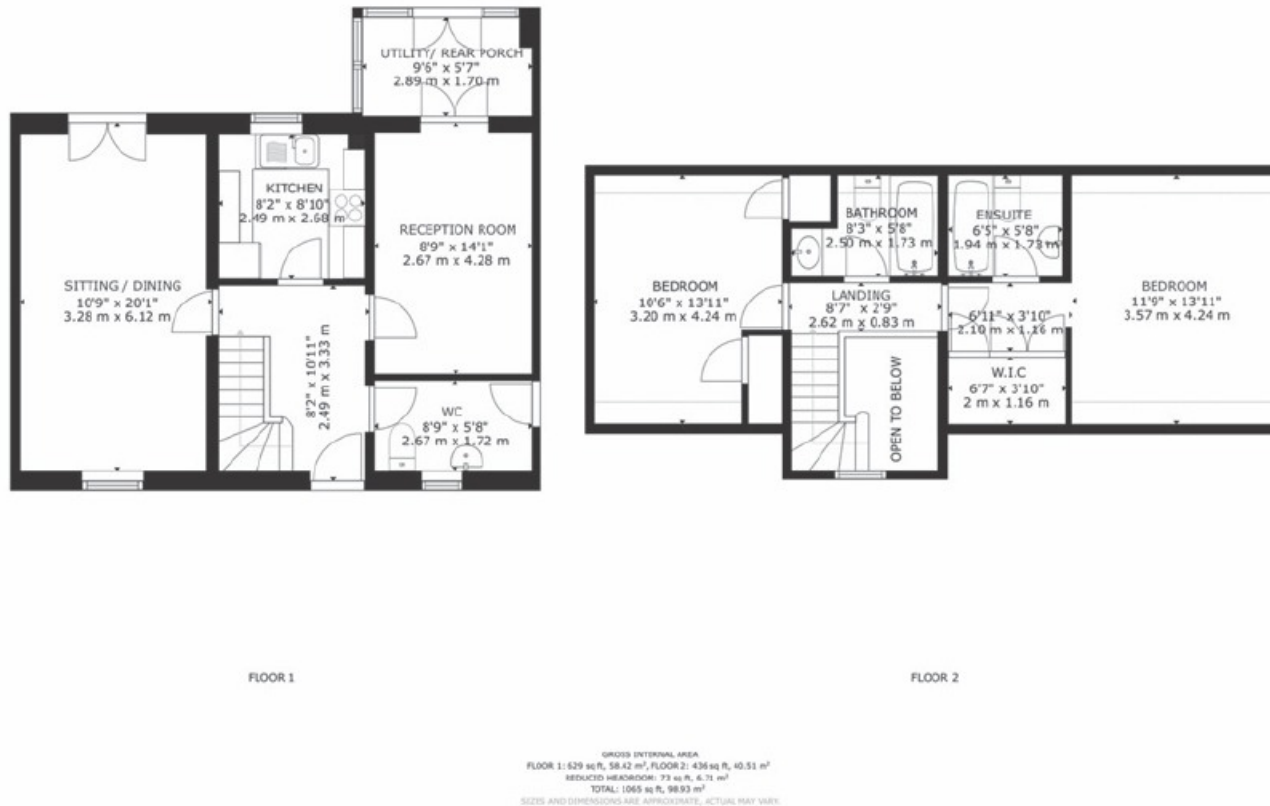 UTILITY/ REAR PORCH
9'6" x 5'7"
2.89 m x 1.70 m
KITCHEN
8'2" x 8'10"
2.49 m x 2.68 m
RECEPTION ROOM
8'9" x 14'1"
2.67 m x 4.28 m
SITTING / DINING
10'9" x 20'1"
3.28 m x 6.12 m
8'2" x 10'11"
2.49 m x 3.33 m
WC
8'9" x 5'8"
2.67 m x 1.72 m
FLOOR 1
BEDROOM
10'6" x 13'11"
3.20 m x 4.24 m
BATHROOM
8'3" x 5'8"
2.50 m x 1.73 m
ENSUITE
6'5" x 5'8"
1.94 m x 1.73 m
LANDING
8'7" x 2'9"
2.62 m x 0.83 m
6'11" x 3'10"
2.10 m x 1.16 m
BEDROOM
11'9" x 13'11"
3.57 m x 4.24 m
W.I.C
6'7" x 3'10"
2 m x 1.16 m
OPEN TO BELOW
FLOOR 2
GROSS INTERNAL AREA
FLOOR 1: 629 sq ft, 58.42 m², FLOOR 2: 436 sq ft, 40.51 m²
REDUCED HEADROOM: 73 sq ft, 6.71 m²
TOTAL: 1065 sq ft, 98.93 m²
SIZES AND DIMENSIONS ARE APPROXIMATE, ACTUAL MAY VARY.